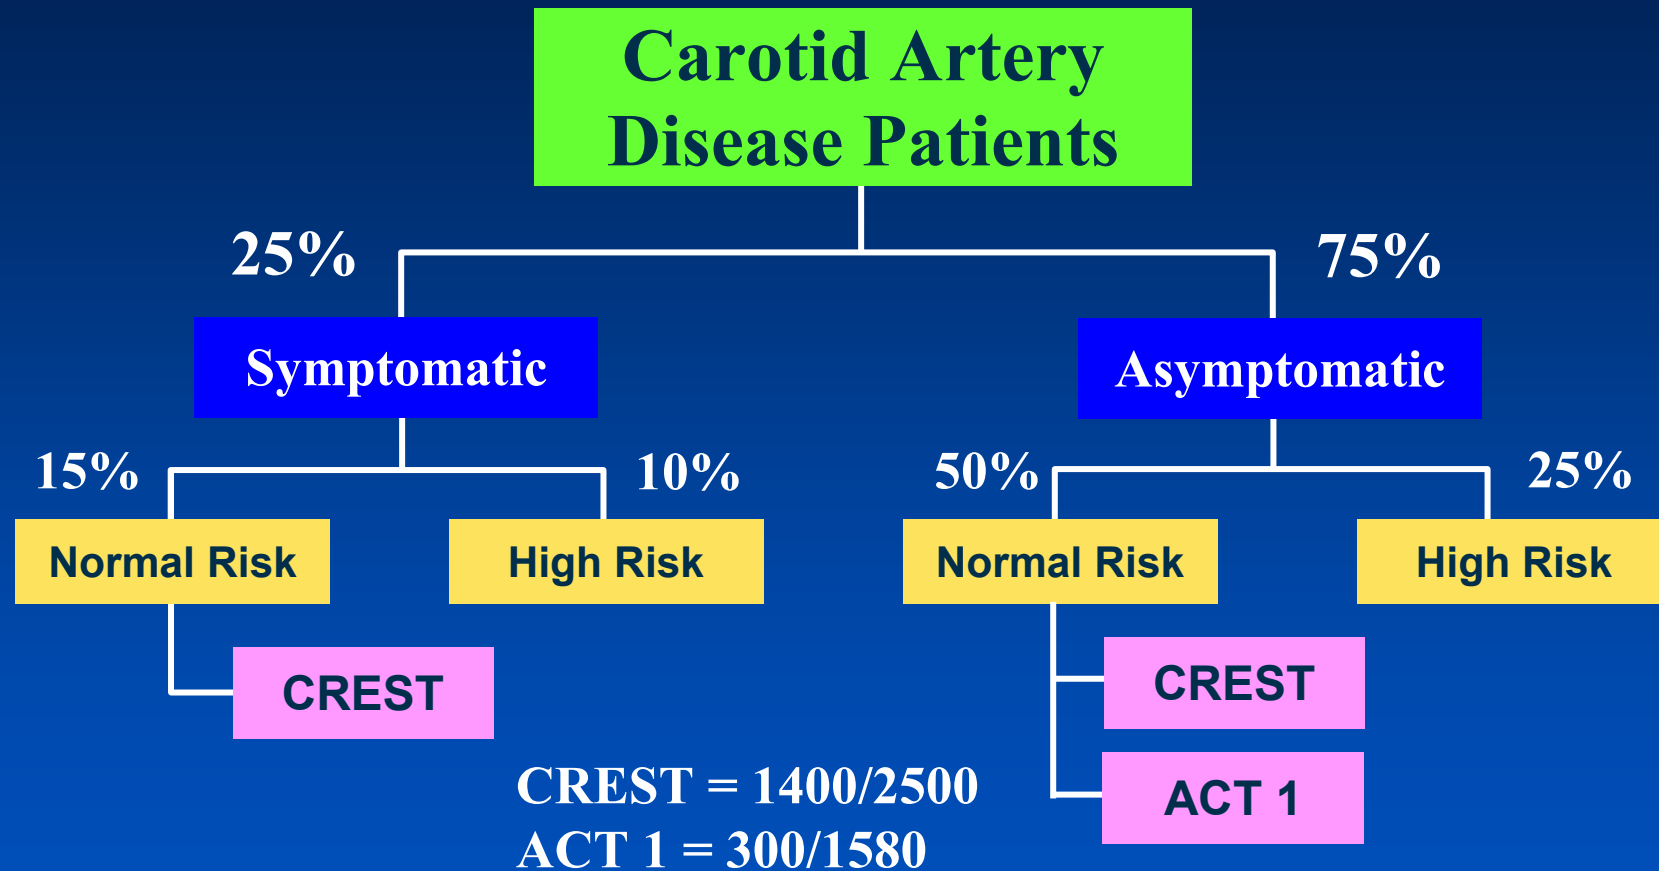 Carotid Artery
Disease Patients
25%
75%
Symptomatic
Asymptomatic
15%
10%
50%
25%
Normal Risk
High Risk
Normal Risk
High Risk
CREST
CREST
CREST = 1400/2500
ACT 1
ACT 1 = 300/1580